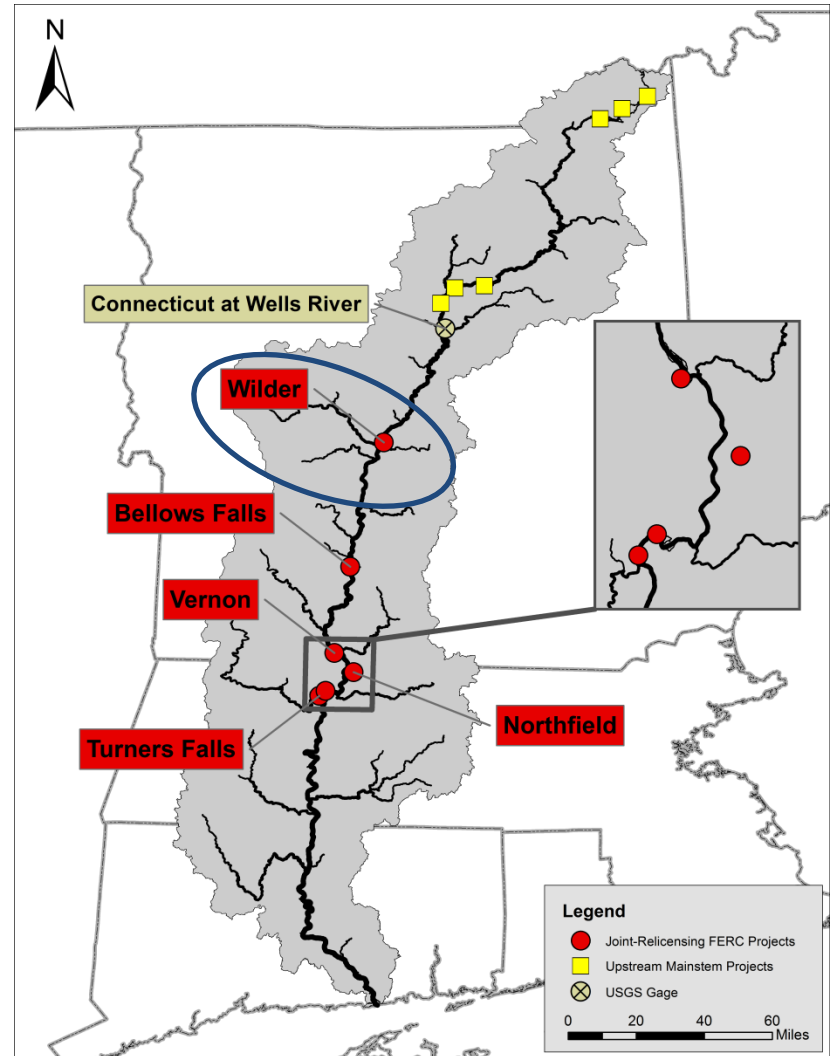 N
Connecticut at Wells River
Wilder
Bellows Falls
Vernon
Northfield
Turners Falls
Legend
Joint-Relicensing FERC Projects
Upstream Mainstem Projects
USGS Gage
0 20 40 60
Miles